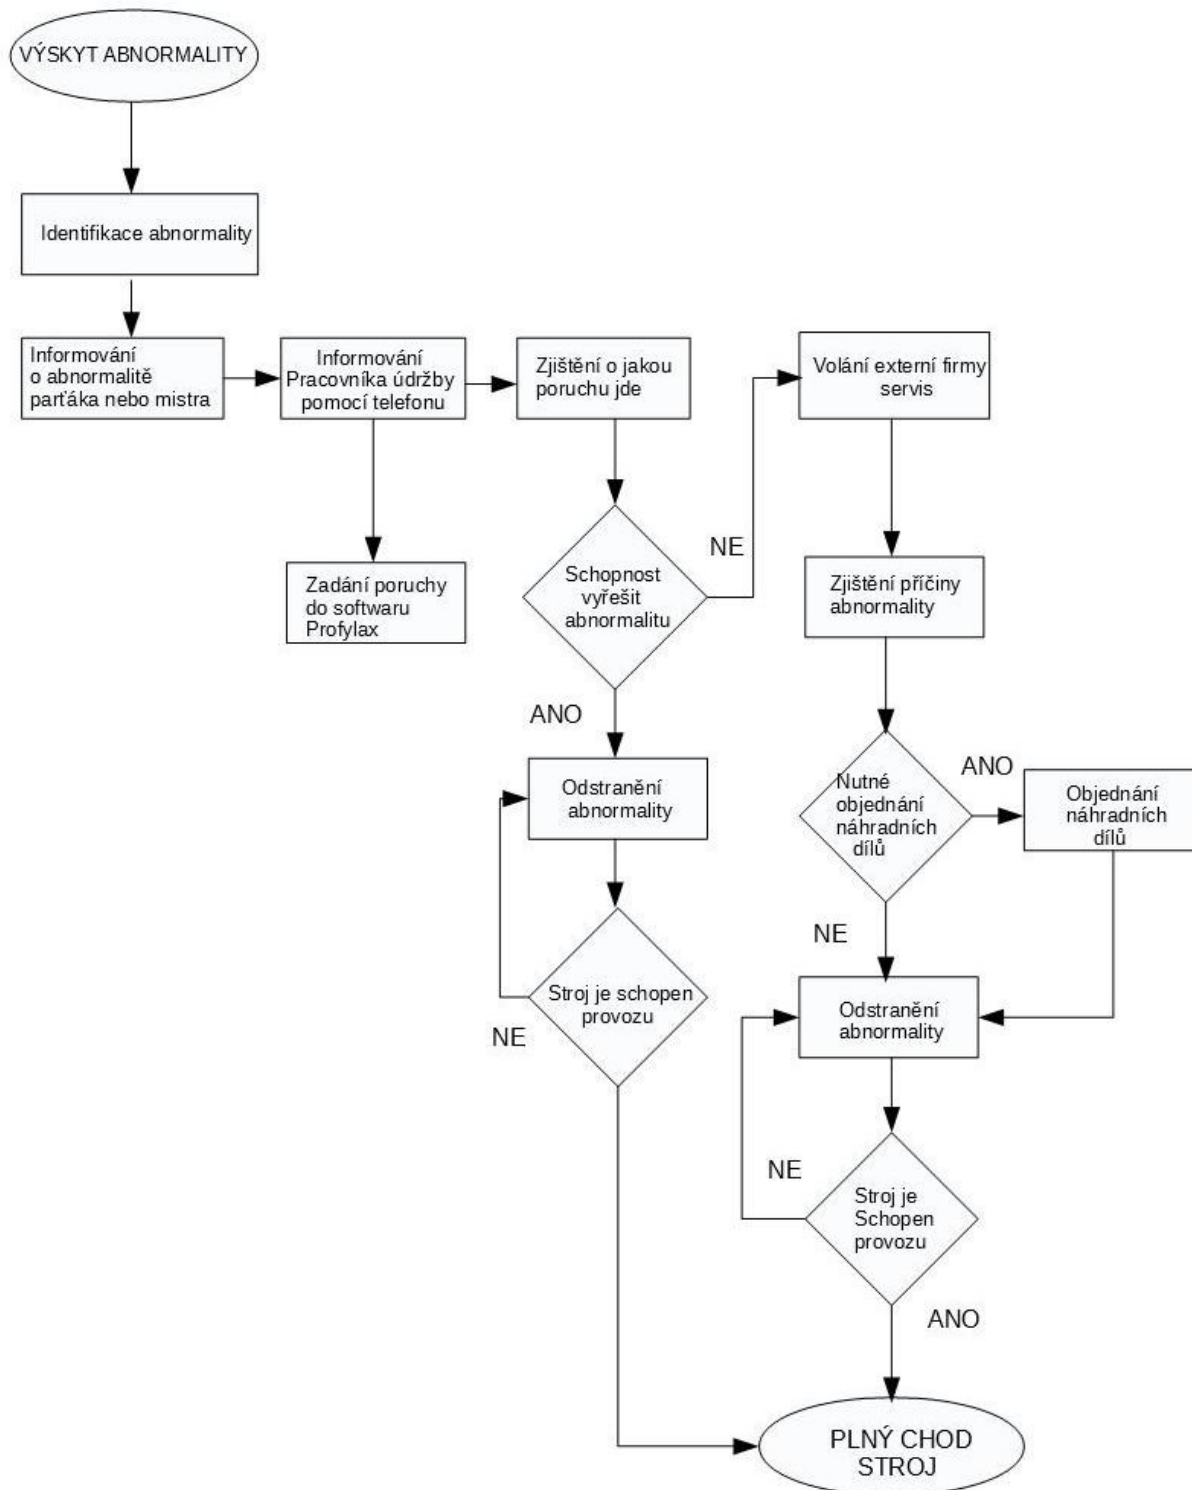 VÝSKYT ABNORMALITY
Identifikace abnormality
Informování
o abnormalitě
parťáka nebo mistra
Informování
Pracovníka údržby
pomocí telefonu
Zjištění o jakou
poruchu jde
Volání externí firmy
servis
Zadání poruchy
do softwaru
Profylax
Schopnost
vyřešit
abnormalitu
NE
Zjištění příčiny
abnormality
ANO
Odstranění
abnormality
Nutné
objednání
náhradních
dílů
ANO
Objednání
náhradních
dílů
NE
Stroj je schopen
provozu
NE
Odstranění
abnormality
NE
Stroj je
Schopen
provozu
ANO
PLNÝ CHOD
STROJ